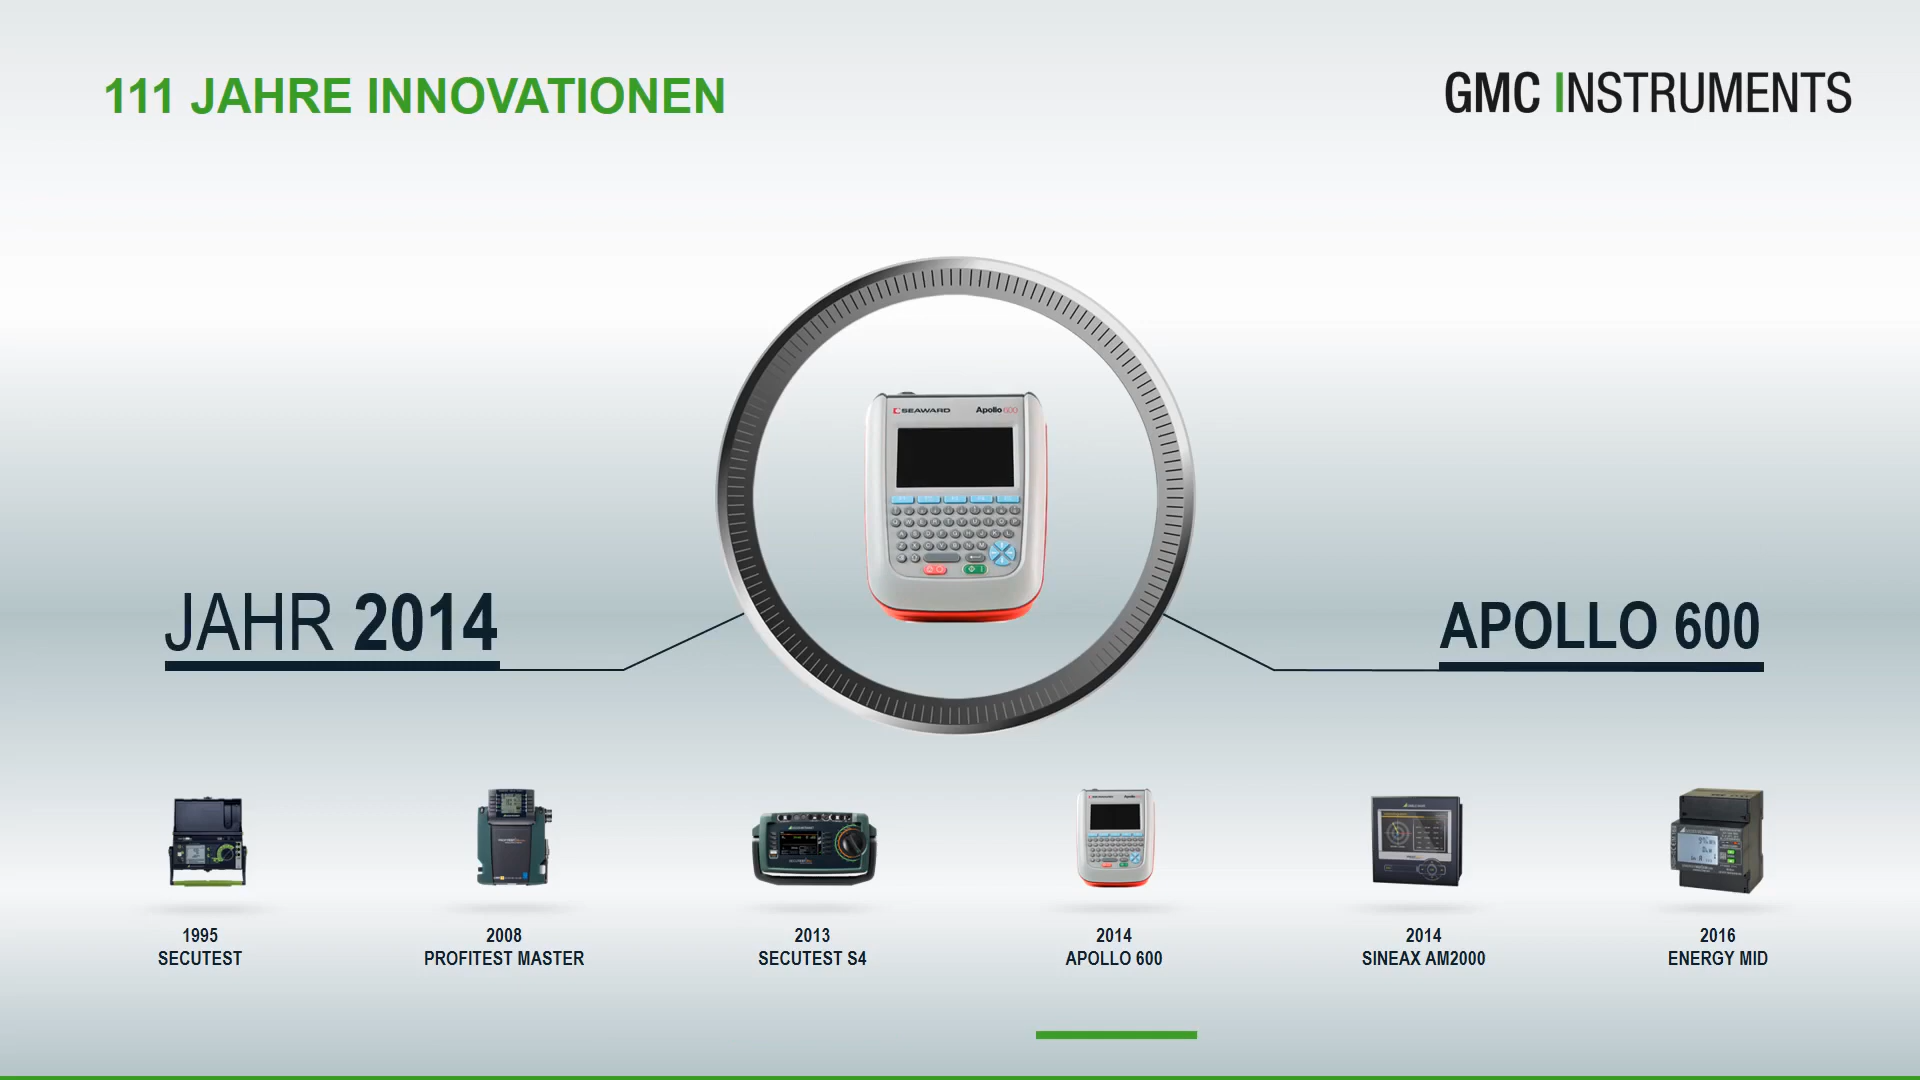 111 JAHRE INNOVATIONEN
GMC INSTRUMENTS
SEAWARD Apollo 600
JAHR 2014
APOLLO 600
1995
SECUTEST
2008
PROFITEST MASTER
2013
SECUTEST S4
2014
APOLLO 600
2014
SINEAX AM2000
2016
ENERGY MID